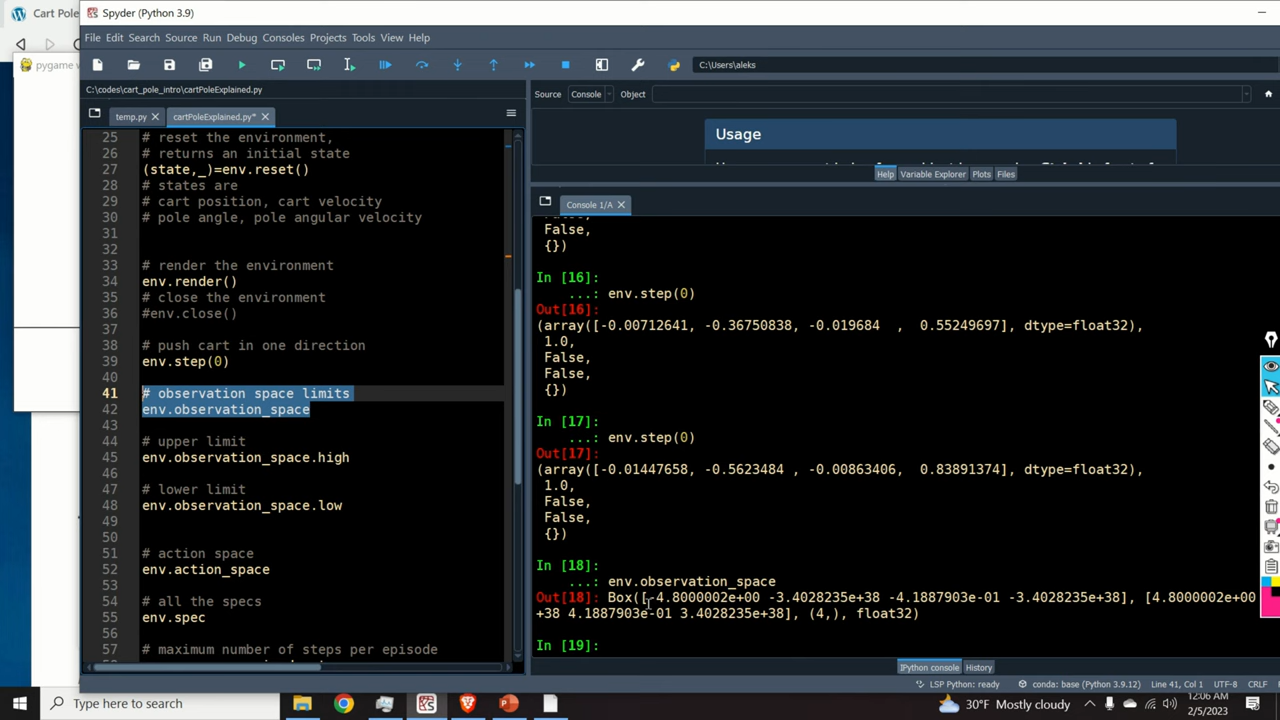 Cart Pole
Spyder (Python 3.9)
File Edit Search Source Run Debug Consoles Projects Tools View Help
pygame w
C:\Users\aleks
C:\codes\cart_pole_intro\cartPoleExplained.py
Source Console Object
temp.py
cartPoleExplained.py*
Usage
Help Variable Explorer Plots Files
25 # reset the environment,
26 # returns an initial state
27 (state,_)=env.reset()
28 # states are
29 # cart position, cart velocity
30 # pole angle, pole angular velocity
31
32
33 # render the environment
34 env.render()
35 # close the environment
36 #env.close()
37
38 # push cart in one direction
39 env.step(0)
40
41 # observation space limits
42 env.observation_space
43
44 # upper limit
45 env.observation_space.high
46
47 # lower limit
48 env.observation_space.low
49
50
51 # action space
52 env.action_space
53
54 # all the specs
55 env.spec
56
57 # maximum number of steps per episode
Console 1/A
False,
{})
In [16]:
...: env.step(0)
Out[16]:
(array([-0.00712641, -0.36750838, -0.019684  ,  0.55249697], dtype=float32),
1.0,
False,
False,
{})
In [17]:
...: env.step(0)
Out[17]:
(array([-0.01447658, -0.5623484 , -0.00863406,  0.83891374], dtype=float32),
1.0,
False,
False,
{})
In [18]:
...: env.observation_space
Out[18]: Box([-4.8000002e+00 -3.4028235e+38 -4.1887903e-01 -3.4028235e+38], [4.8000002e+00
+38 4.1887903e-01 3.4028235e+38], (4,), float32)
In [19]:
IPython console History
LSP Python: ready conda: base (Python 3.9.12) Line 41, Col 1 UTF-8 CRLF
Type here to search
30°F Mostly cloudy
12:06 AM
2/5/2023